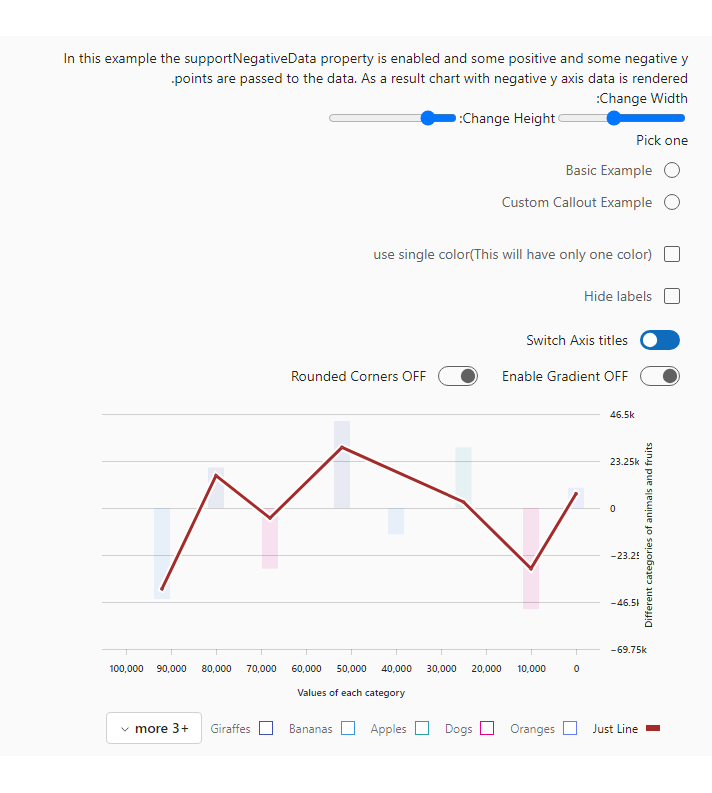 In this example the supportNegativeData property is enabled and some positive and some negative y
.points are passed to the data. As a result chart with negative y axis data is rendered
:Change Width
:Change Height
Pick one
Basic Example
Custom Callout Example
use single color(This will have only one color)
Hide labels
Switch Axis titles
Rounded Corners OFF Enable Gradient OFF
46.5k
23.25k
0
−23.25
−46.5k
−69.75k
Different categories of animals and fruits
100,000 90,000 80,000 70,000 60,000 50,000 40,000 30,000 20,000 10,000 0
Values of each category
more 3+ Giraffes Bananas Apples Dogs Oranges Just Line